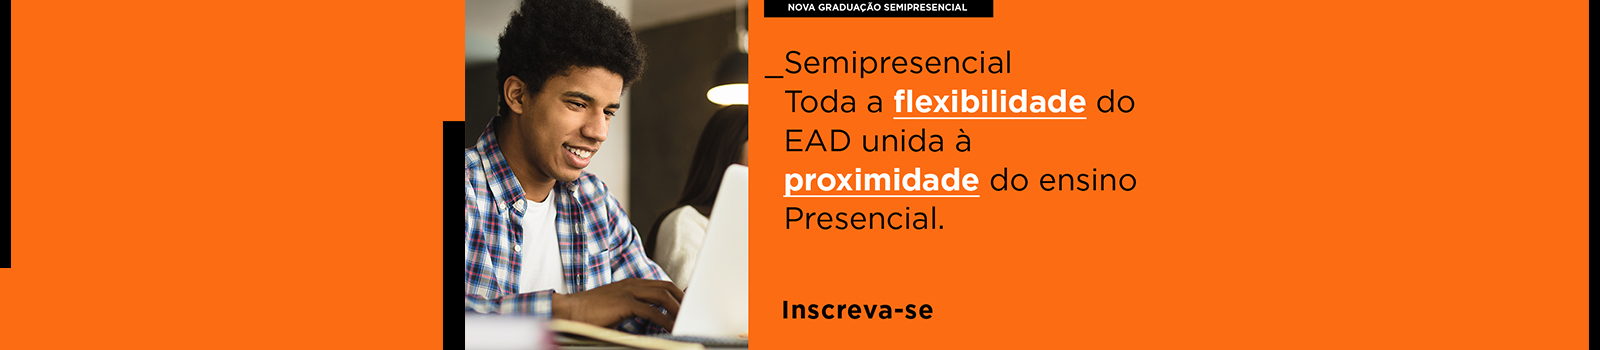 NOVA GRADUAÇÃO SEMIPRESENCIAL
_Semipresencial
Toda a flexibilidade do
EAD unida à
proximidade do ensino
Presencial.
Inscreva-se